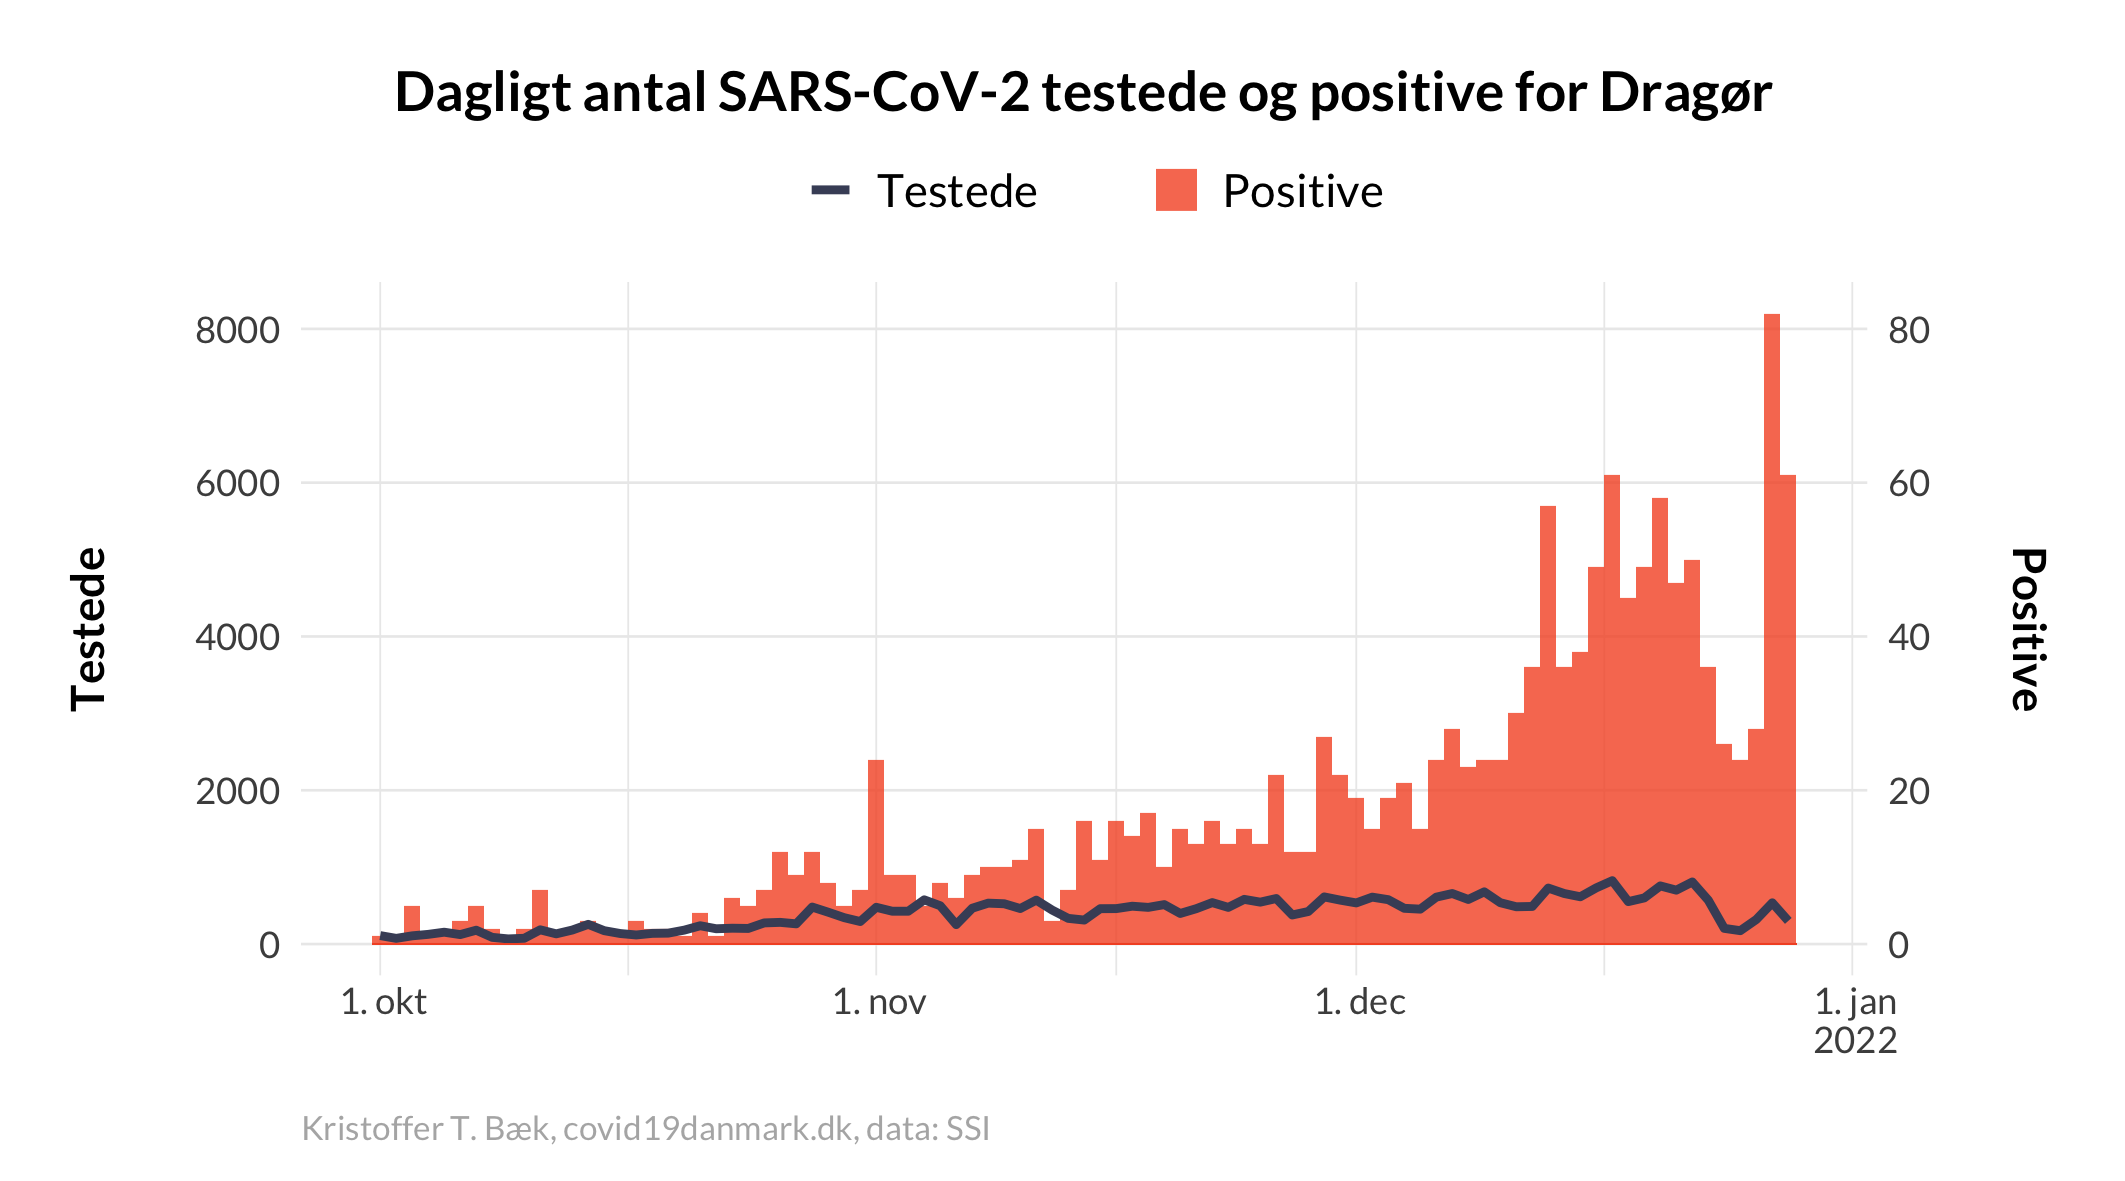 Dagligt antal SARS-CoV-2 testede og positive for Dragør
Testede Positive
8000 80
6000 60
4000 40
2000 20
0 0
Testede
Positive
1. okt 1. nov 1. dec 1. jan
2022
Kristoffer T. Bæk, covid19danmark.dk, data: SSI